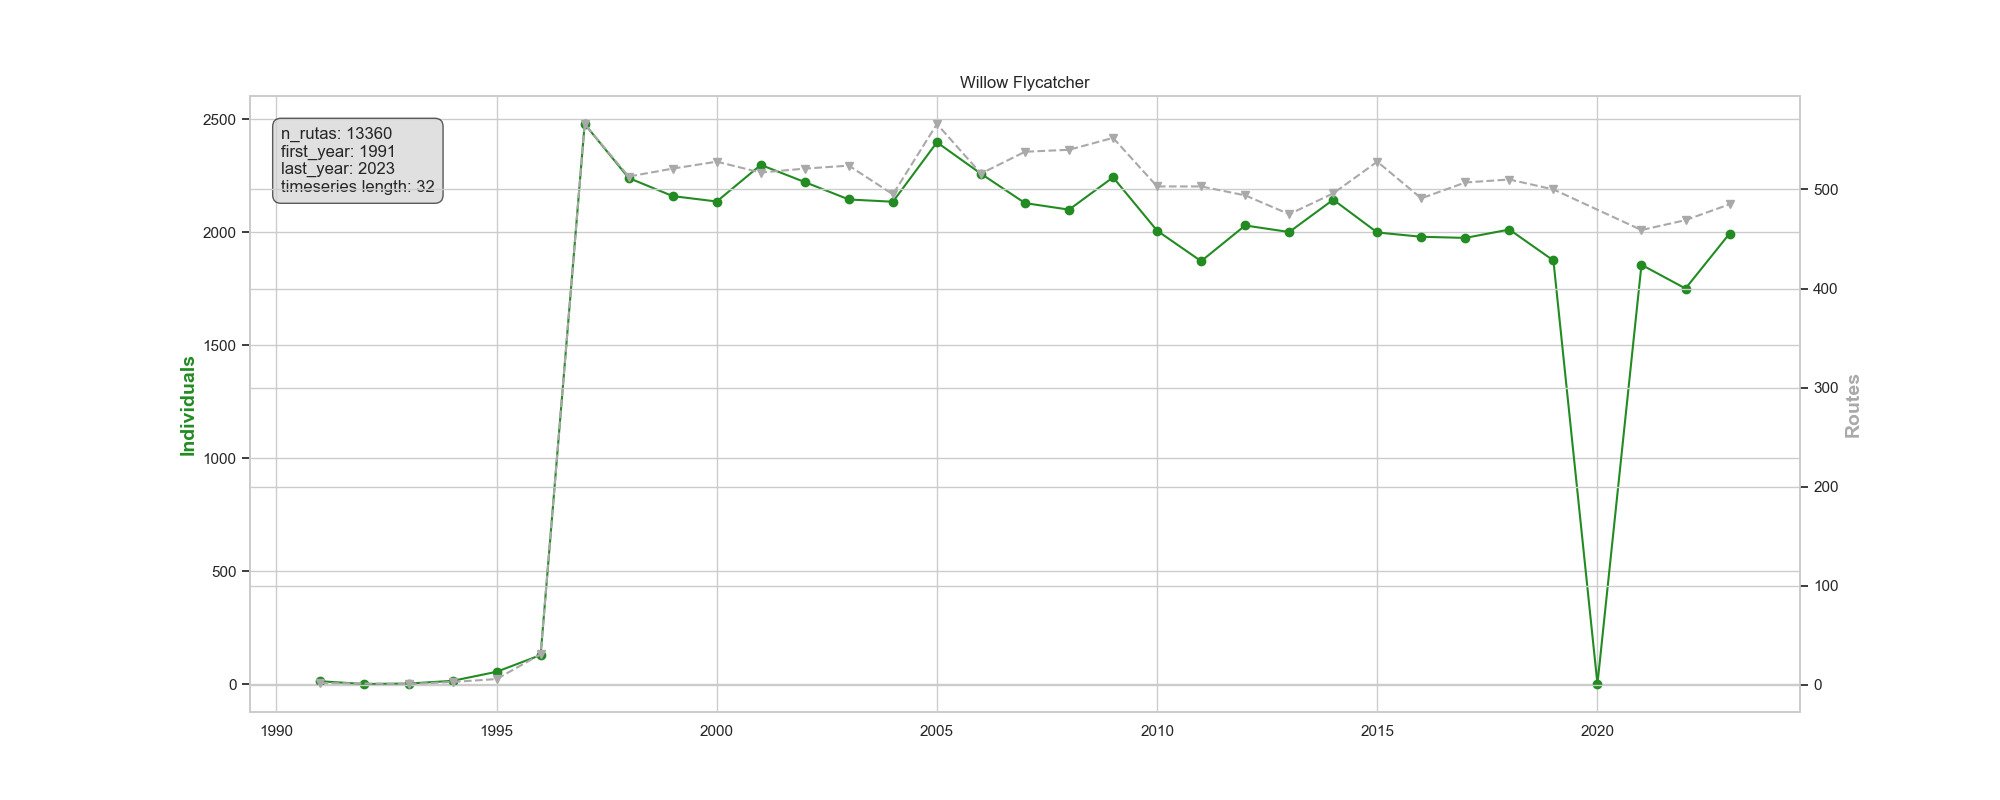 Willow Flycatcher
n_rutas: 13360
first_year: 1991
last_year: 2023
timeseries length: 32
2500
2000
1500
1000
500
0
Individuals
500
400
300
200
100
0
Routes
1990
1995
2000
2005
2010
2015
2020